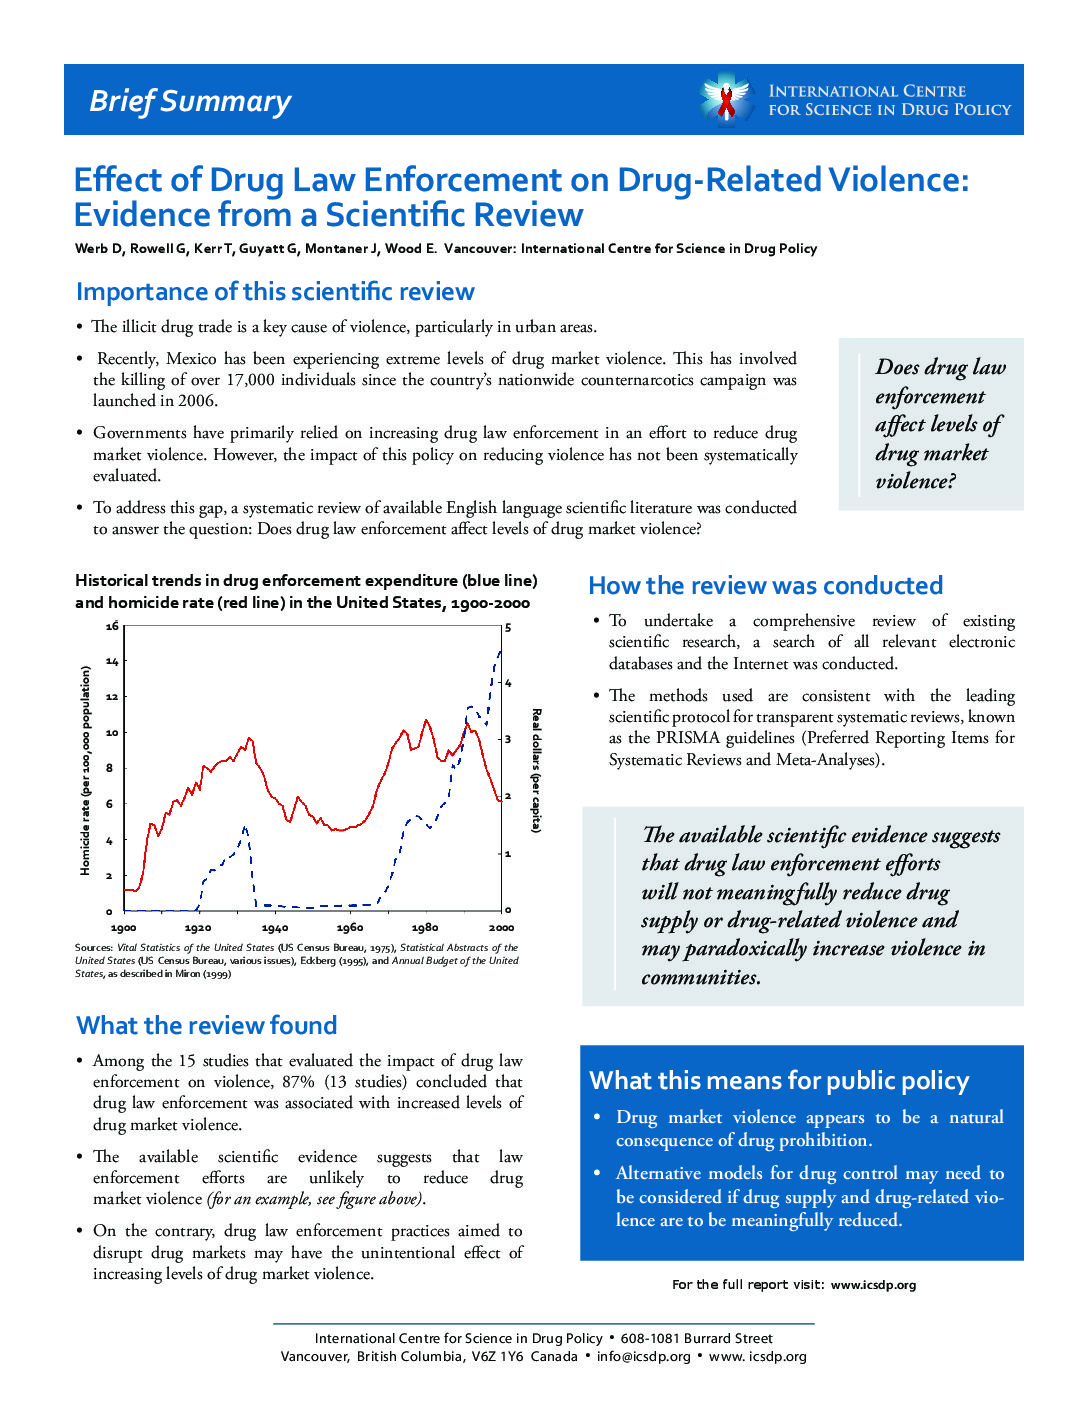 Brief Summary
INTERNATIONAL CENTRE
FOR SCIENCE IN DRUG POLICY
Effect of Drug Law Enforcement on Drug-Related Violence:
Evidence from a Scientific Review
Werb D, Rowell G, Kerr T, Guyatt G, Montaner J, Wood E. Vancouver: International Centre for Science in Drug Policy
Importance of this scientific review
• The illicit drug trade is a key cause of violence, particularly in urban areas.
• Recently, Mexico has been experiencing extreme levels of drug market violence. This has involved
the killing of over 17,000 individuals since the country's nationwide counternarcotics campaign was
launched in 2006.
• Governments have primarily relied on increasing drug law enforcement in an effort to reduce drug
market violence. However, the impact of this policy on reducing violence has not been systematically
evaluated.
• To address this gap, a systematic review of available English language scientific literature was conducted
to answer the question: Does drug law enforcement affect levels of drug market violence?
Does drug law
enforcement
affect levels of
drug market
violence?
Historical trends in drug enforcement expenditure (blue line)
and homicide rate (red line) in the United States, 1900-2000
Homicide rate (per 100,000 population)
16
14
12
10
8
6
4
2
0
5
4
3
2
1
0
Real dollars (per capita)
1900 1920 1940 1960 1980 2000
Sources: Vital Statistics of the United States (US Census Bureau, 1975), Statistical Abstracts of the
United States (US Census Bureau, various issues), Eckberg (1995), and Annual Budget of the United
States, as described in Miron (1999)
How the review was conducted
• To undertake a comprehensive review of existing
scientific research, a search of all relevant electronic
databases and the Internet was conducted.
• The methods used are consistent with the leading
scientific protocol for transparent systematic reviews, known
as the PRISMA guidelines (Preferred Reporting Items for
Systematic Reviews and Meta-Analyses).
The available scientific evidence suggests
that drug law enforcement efforts
will not meaningfully reduce drug
supply or drug-related violence and
may paradoxically increase violence in
communities.
What the review found
• Among the 15 studies that evaluated the impact of drug law
enforcement on violence, 87% (13 studies) concluded that
drug law enforcement was associated with increased levels of
drug market violence.
• The available scientific evidence suggests that law
enforcement efforts are unlikely to reduce drug
market violence (for an example, see figure above).
• On the contrary, drug law enforcement practices aimed to
disrupt drug markets may have the unintentional effect of
increasing levels of drug market violence.
What this means for public policy
• Drug market violence appears to be a natural
consequence of drug prohibition.
• Alternative models for drug control may need to
be considered if drug supply and drug-related vio-
lence are to be meaningfully reduced.
For the full report visit: www.icsdp.org
International Centre for Science in Drug Policy • 608-1081 Burrard Street
Vancouver, British Columbia, V6Z 1Y6 Canada • info@icsdp.org • www. icsdp.org